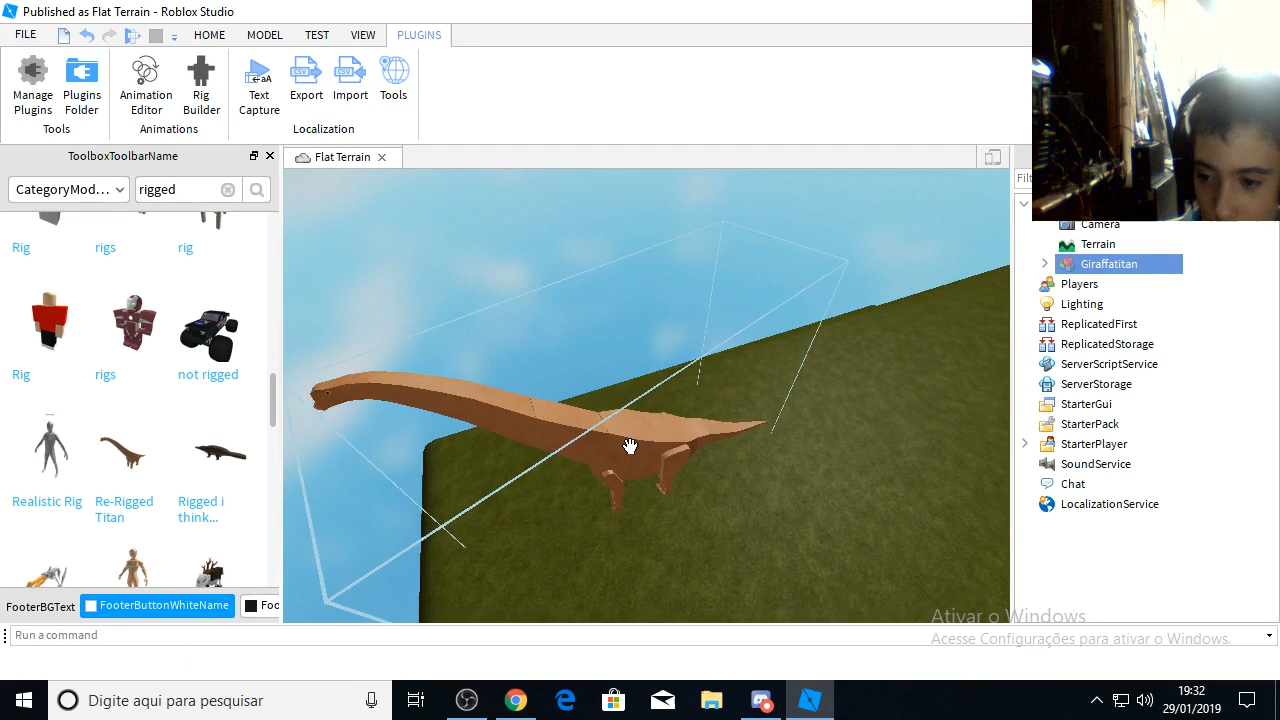 Published as Flat Terrain - Roblox Studio
FILE HOME MODEL TEST VIEW PLUGINS
Manage Plugins
Plugins Folder
Animation Editor
Rig Builder
Text Capture
Export
Import
Tools
Tools
Animations
Localization
ToolboxToolbarName
CategoryMod... rigged
Rig rigs rig
Rig rigs not rigged
Realistic Rig
Re-Rigged Titan
Rigged i think...
FooterBGText FooterButtonWhiteName Foo
Flat Terrain
Filt
Camera
Terrain
Giraffatitan
Players
Lighting
ReplicatedFirst
ReplicatedStorage
ServerScriptService
ServerStorage
StarterGui
StarterPack
StarterPlayer
SoundService
Chat
LocalizationService
Ativar o Windows
Acesse Configurações para ativar o Windows.
Run a command
Digite aqui para pesquisar
19:32
29/01/2019